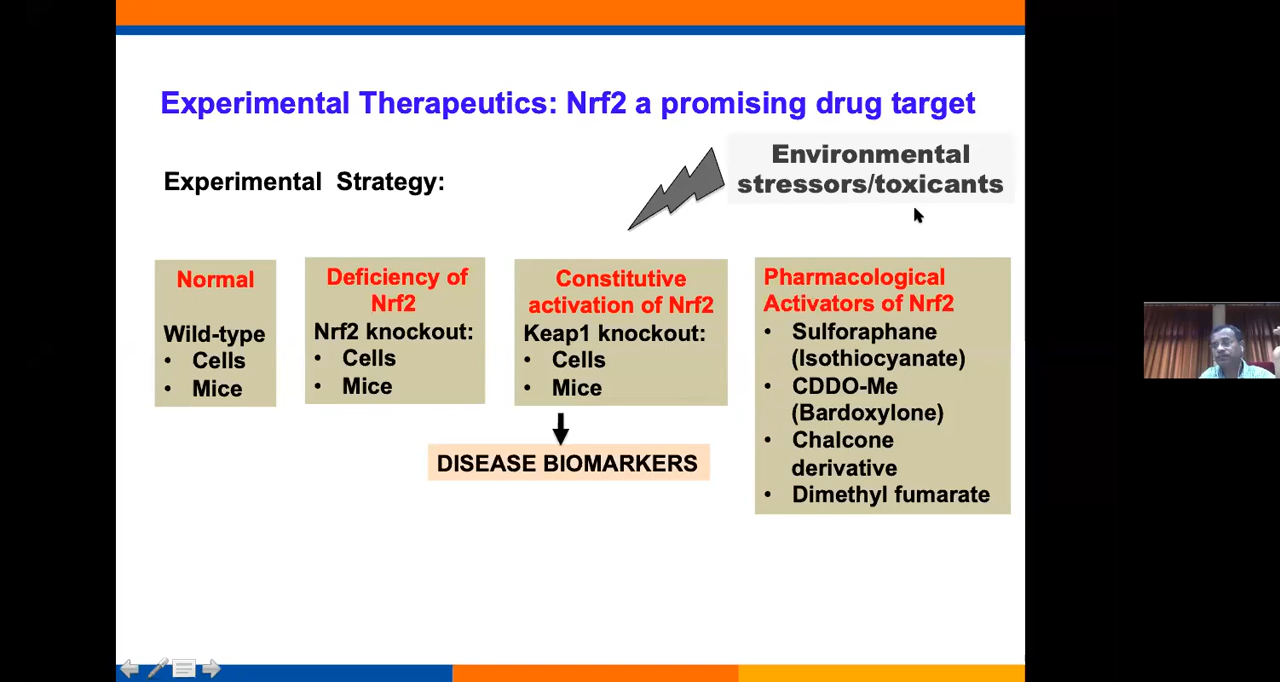 Experimental Therapeutics: Nrf2 a promising drug target
Environmental
stressors/toxicants
Experimental Strategy:
Normal
Wild-type
• Cells
• Mice
Deficiency of
Nrf2
Nrf2 knockout:
• Cells
• Mice
Constitutive
activation of Nrf2
Keap1 knockout:
• Cells
• Mice
DISEASE BIOMARKERS
Pharmacological
Activators of Nrf2
• Sulforaphane
(Isothiocyanate)
• CDDO-Me
(Bardoxylone)
• Chalcone
derivative
• Dimethyl fumarate